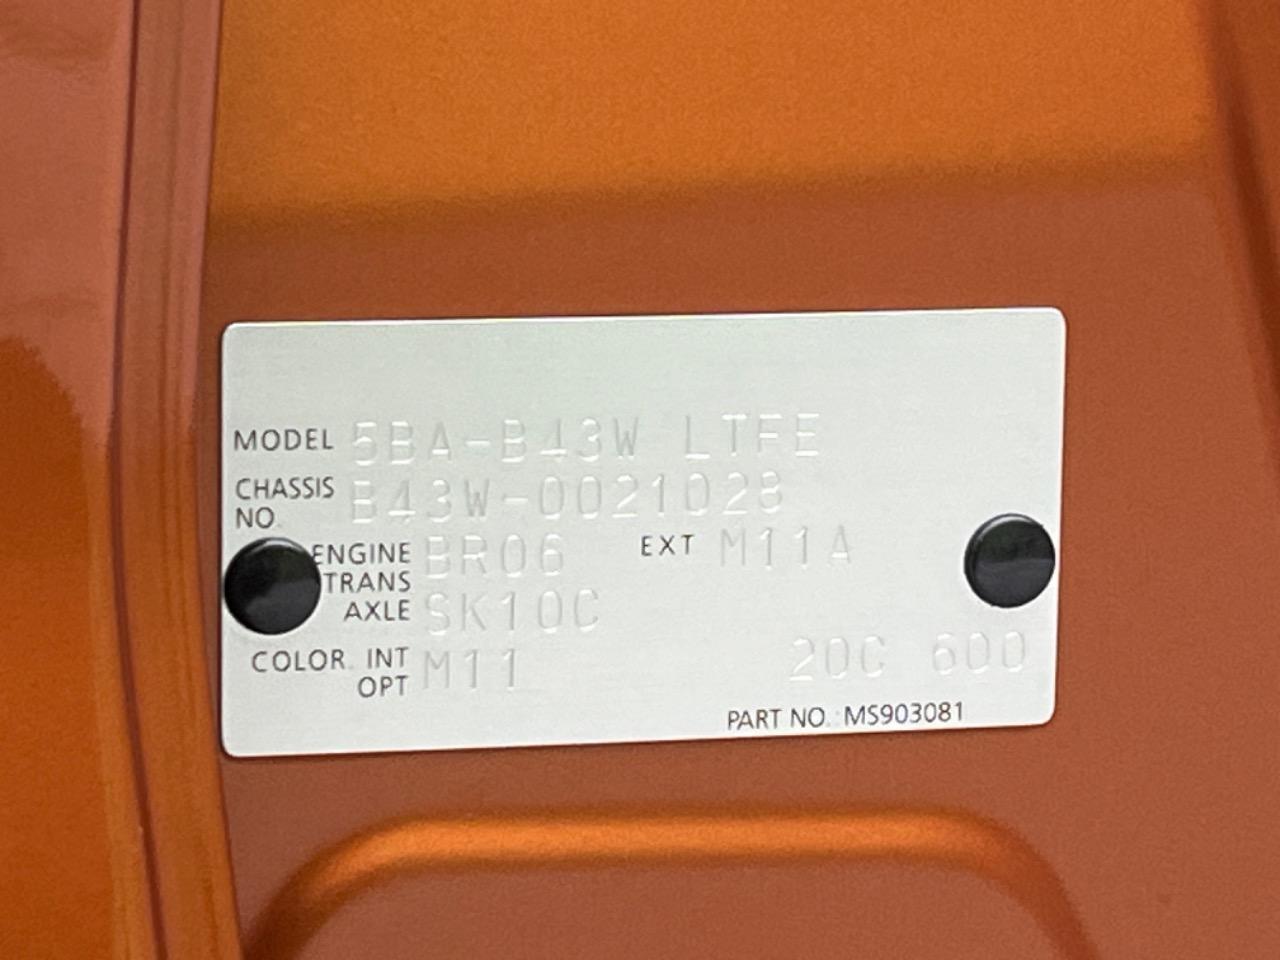 MODEL 5BA-B43W LTFE
CHASSIS NO. B43W-0021028
ENGINE BR06 EXT M11A
TRANS AXLE SK10C
COLOR. INT OPT M11 20C 600
PART NO. : MS903081